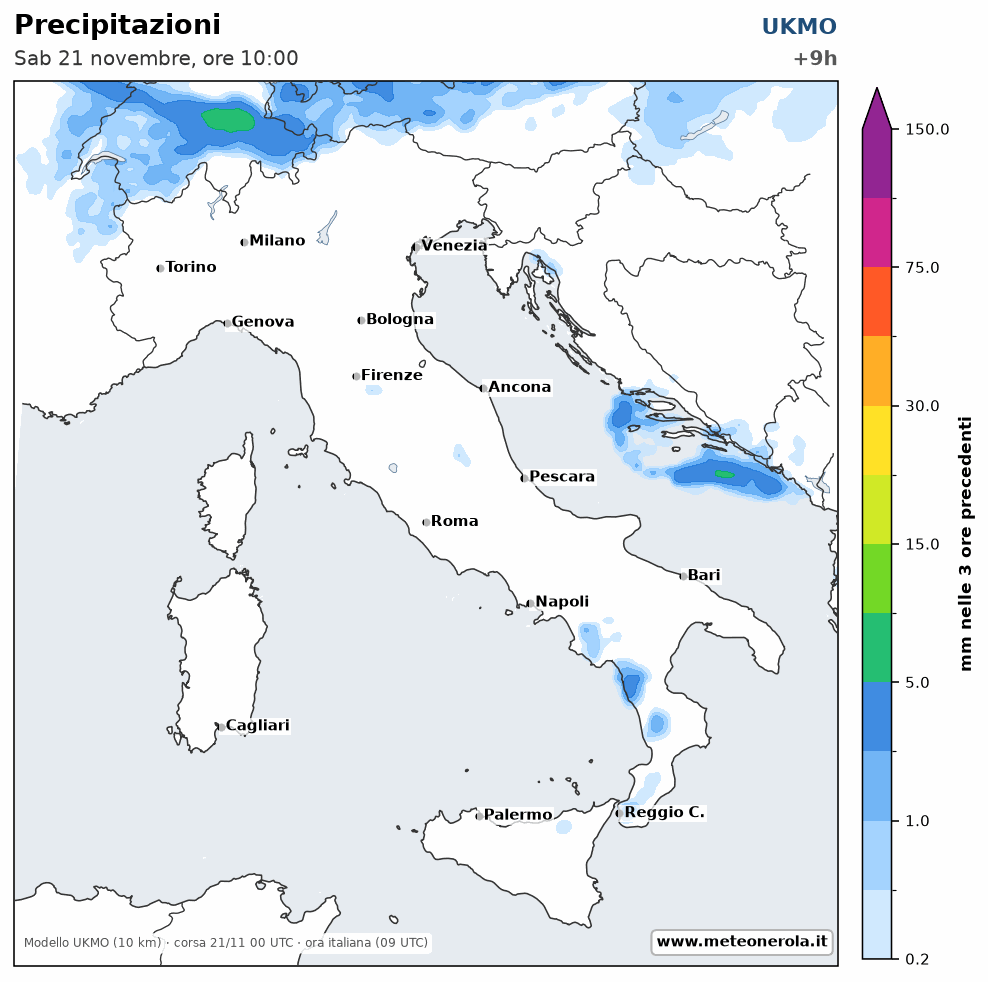 Precipitazioni
UKMO
Sab 21 novembre, ore 10:00
+9h
150.0
75.0
30.0
15.0
5.0
1.0
0.2
mm nelle 3 ore precedenti
Milano
Venezia
Torino
Genova
Bologna
Firenze
Ancona
Pescara
Roma
Bari
Napoli
Cagliari
Palermo
Reggio C.
Modello UKMO (10 km) · corsa 21/11 00 UTC · ora italiana (09 UTC)
www.meteonerola.it